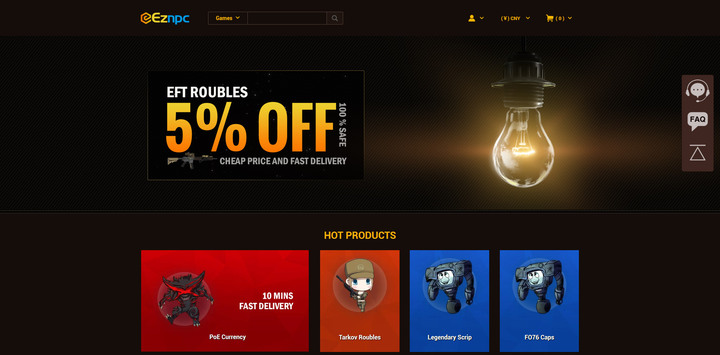 Eznpc
Games
( ¥ ) CNY
( 0 )
EFT ROUBLES
5% OFF
100 % SAFE
CHEAP PRICE AND FAST DELIVERY
FAQ
HOT PRODUCTS
10 MINS
FAST DELIVERY
PoE Currency
Tarkov Roubles
Legendary Scrip
FO76 Caps